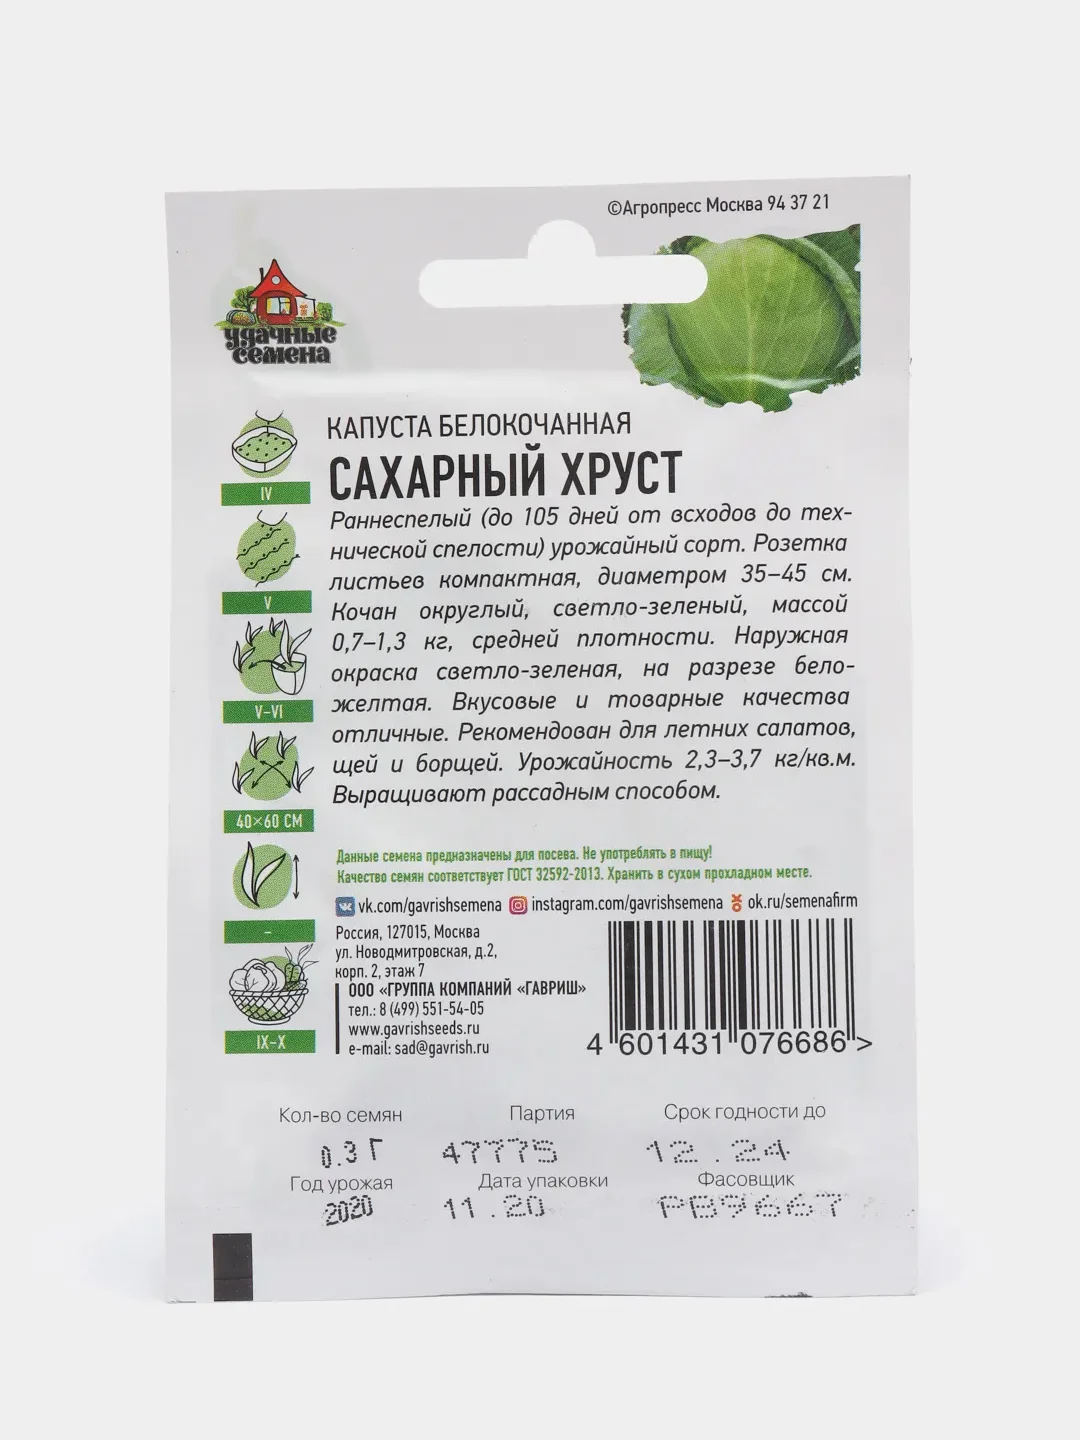 ©Агропресс Москва 94 37 21
удачные
семена
КАПУСТА БЕЛОКОЧАННАЯ
САХАРНЫЙ ХРУСТ
Раннеспелый (до 105 дней от всходов до тех-
нической спелости) урожайный сорт. Розетка
листьев компактная, диаметром 35–45 см.
Кочан округлый, светло-зеленый, массой
0,7–1,3 кг, средней плотности. Наружная
окраска светло-зеленая, на разрезе бело-
желтая. Вкусовые и товарные качества
отличные. Рекомендован для летних салатов,
щей и борщей. Урожайность 2,3–3,7 кг/кв.м.
Выращивают рассадным способом.
IV
V
V–VI
40×60 СМ
–
IX–X
Данные семена предназначены для посева. Не употреблять в пищу!
Качество семян соответствует ГОСТ 32592-2013. Хранить в сухом прохладном месте.
vk.com/gavrishsemena instagram.com/gavrishsemena ok.ru/semenafirm
Россия, 127015, Москва
ул. Новодмитровская, д.2,
корп. 2, этаж 7
ООО «ГРУППА КОМПАНИЙ «ГАВРИШ»
тел.: 8 (499) 551-54-05
www.gavrishseeds.ru
e-mail: sad@gavrish.ru
4 601431 076686 >
Кол-во семян Партия Срок годности до
0.3 Г 47775 12.24
Год урожая Дата упаковки Фасовщик
2020 11.20 РВ9667